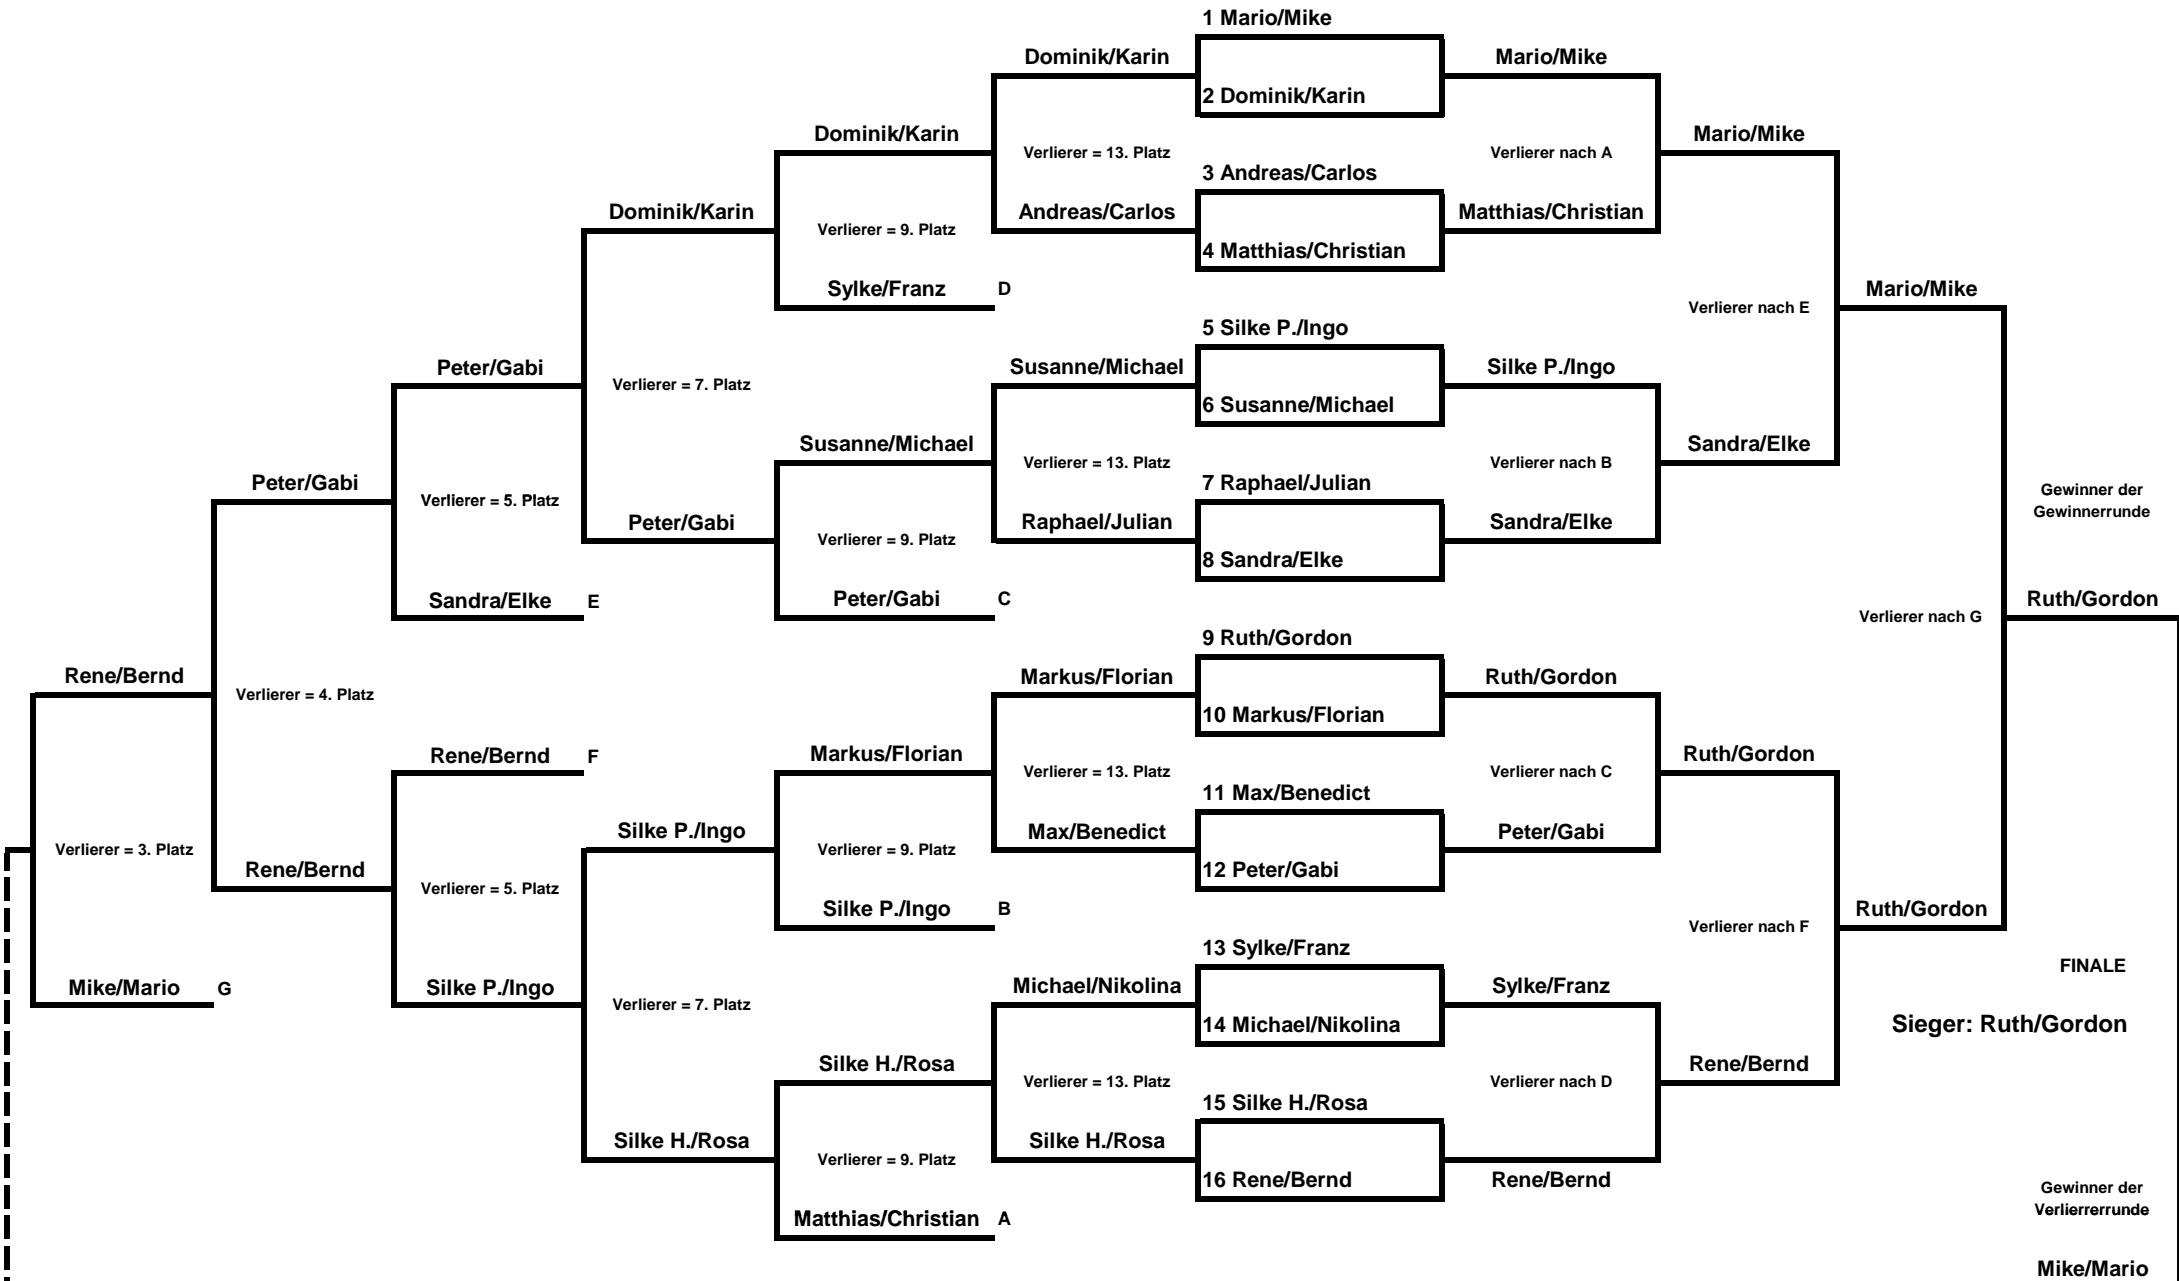 1 Mario/Mike
Dominik/Karin
Mario/Mike
2 Dominik/Karin
Dominik/Karin
Verlierer = 13. Platz
Verlierer nach A
Mario/Mike
3 Andreas/Carlos
Dominik/Karin
Andreas/Carlos
Matthias/Christian
Verlierer = 9. Platz
4 Matthias/Christian
Sylke/Franz
D
Mario/Mike
Verlierer nach E
5 Silke P./Ingo
Peter/Gabi
Susanne/Michael
Silke P./Ingo
Verlierer = 7. Platz
6 Susanne/Michael
Susanne/Michael
Verlierer = 13. Platz
Verlierer nach B
Sandra/Elke
Peter/Gabi
7 Raphael/Julian
Gewinner der
Gewinnerrunde
Verlierer = 5. Platz
Peter/Gabi
Raphael/Julian
Sandra/Elke
Verlierer = 9. Platz
8 Sandra/Elke
Sandra/Elke
E
Peter/Gabi
C
Ruth/Gordon
Verlierer nach G
9 Ruth/Gordon
Rene/Bernd
Markus/Florian
Ruth/Gordon
Verlierer = 4. Platz
10 Markus/Florian
Rene/Bernd
F
Markus/Florian
Verlierer = 13. Platz
Verlierer nach C
Ruth/Gordon
11 Max/Benedict
Silke P./Ingo
Max/Benedict
Peter/Gabi
Verlierer = 3. Platz
Verlierer = 9. Platz
Rene/Bernd
12 Peter/Gabi
Verlierer = 5. Platz
Silke P./Ingo
B
Ruth/Gordon
Verlierer nach F
13 Sylke/Franz
FINALE
Mike/Mario
G
Silke P./Ingo
Michael/Nikolina
Sylke/Franz
Verlierer = 7. Platz
14 Michael/Nikolina
Sieger: Ruth/Gordon
Silke H./Rosa
Verlierer = 13. Platz
Verlierer nach D
Rene/Bernd
15 Silke H./Rosa
Silke H./Rosa
Silke H./Rosa
Verlierer = 9. Platz
16 Rene/Bernd
Rene/Bernd
Gewinner der
Verlierrerrunde
Matthias/Christian
A
Mike/Mario